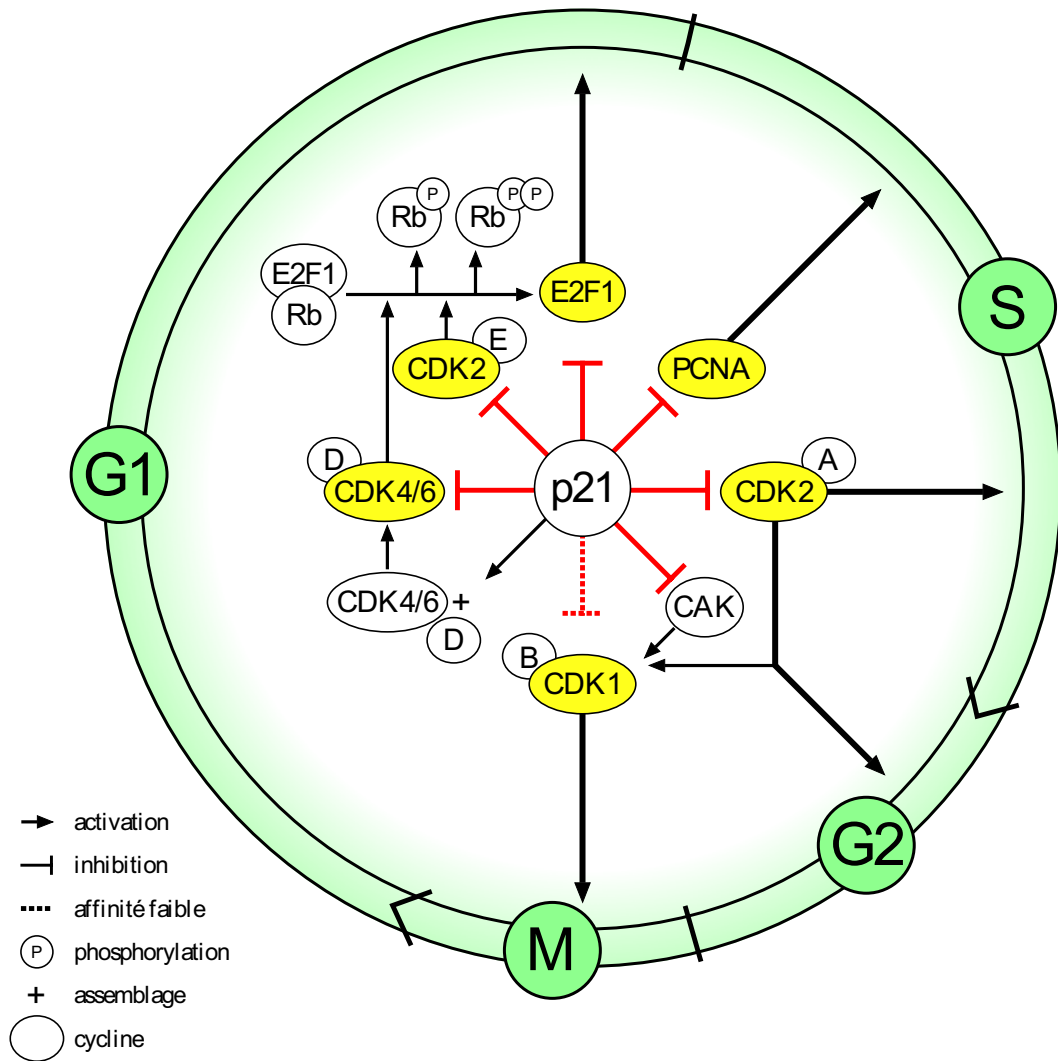 P
P
P
Rb
Rb
E2F1
Rb
E2F1
S
E
CDK2
PCNA
G1
D
CDK4/6
p21
A
CDK2
CDK4/6
+
D
CAK
B
CDK1
G2
M
activation
inhibition
affinité faible
P phosphorylation
+ assemblage
cycline